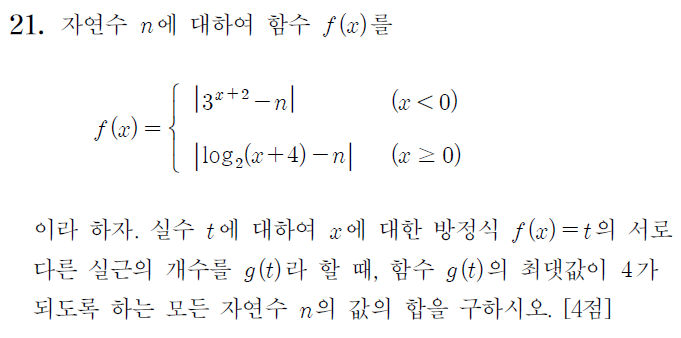 21. 자연수 n에 대하여 함수 f(x)를
f(x) = { |3^{x+2} − n| (x < 0)
|log₂(x+4) − n| (x ≥ 0)
이라 하자. 실수 t에 대하여 x에 대한 방정식 f(x)=t의 서로
다른 실근의 개수를 g(t)라 할 때, 함수 g(t)의 최댓값이 4가
되도록 하는 모든 자연수 n의 값의 합을 구하시오. [4점]